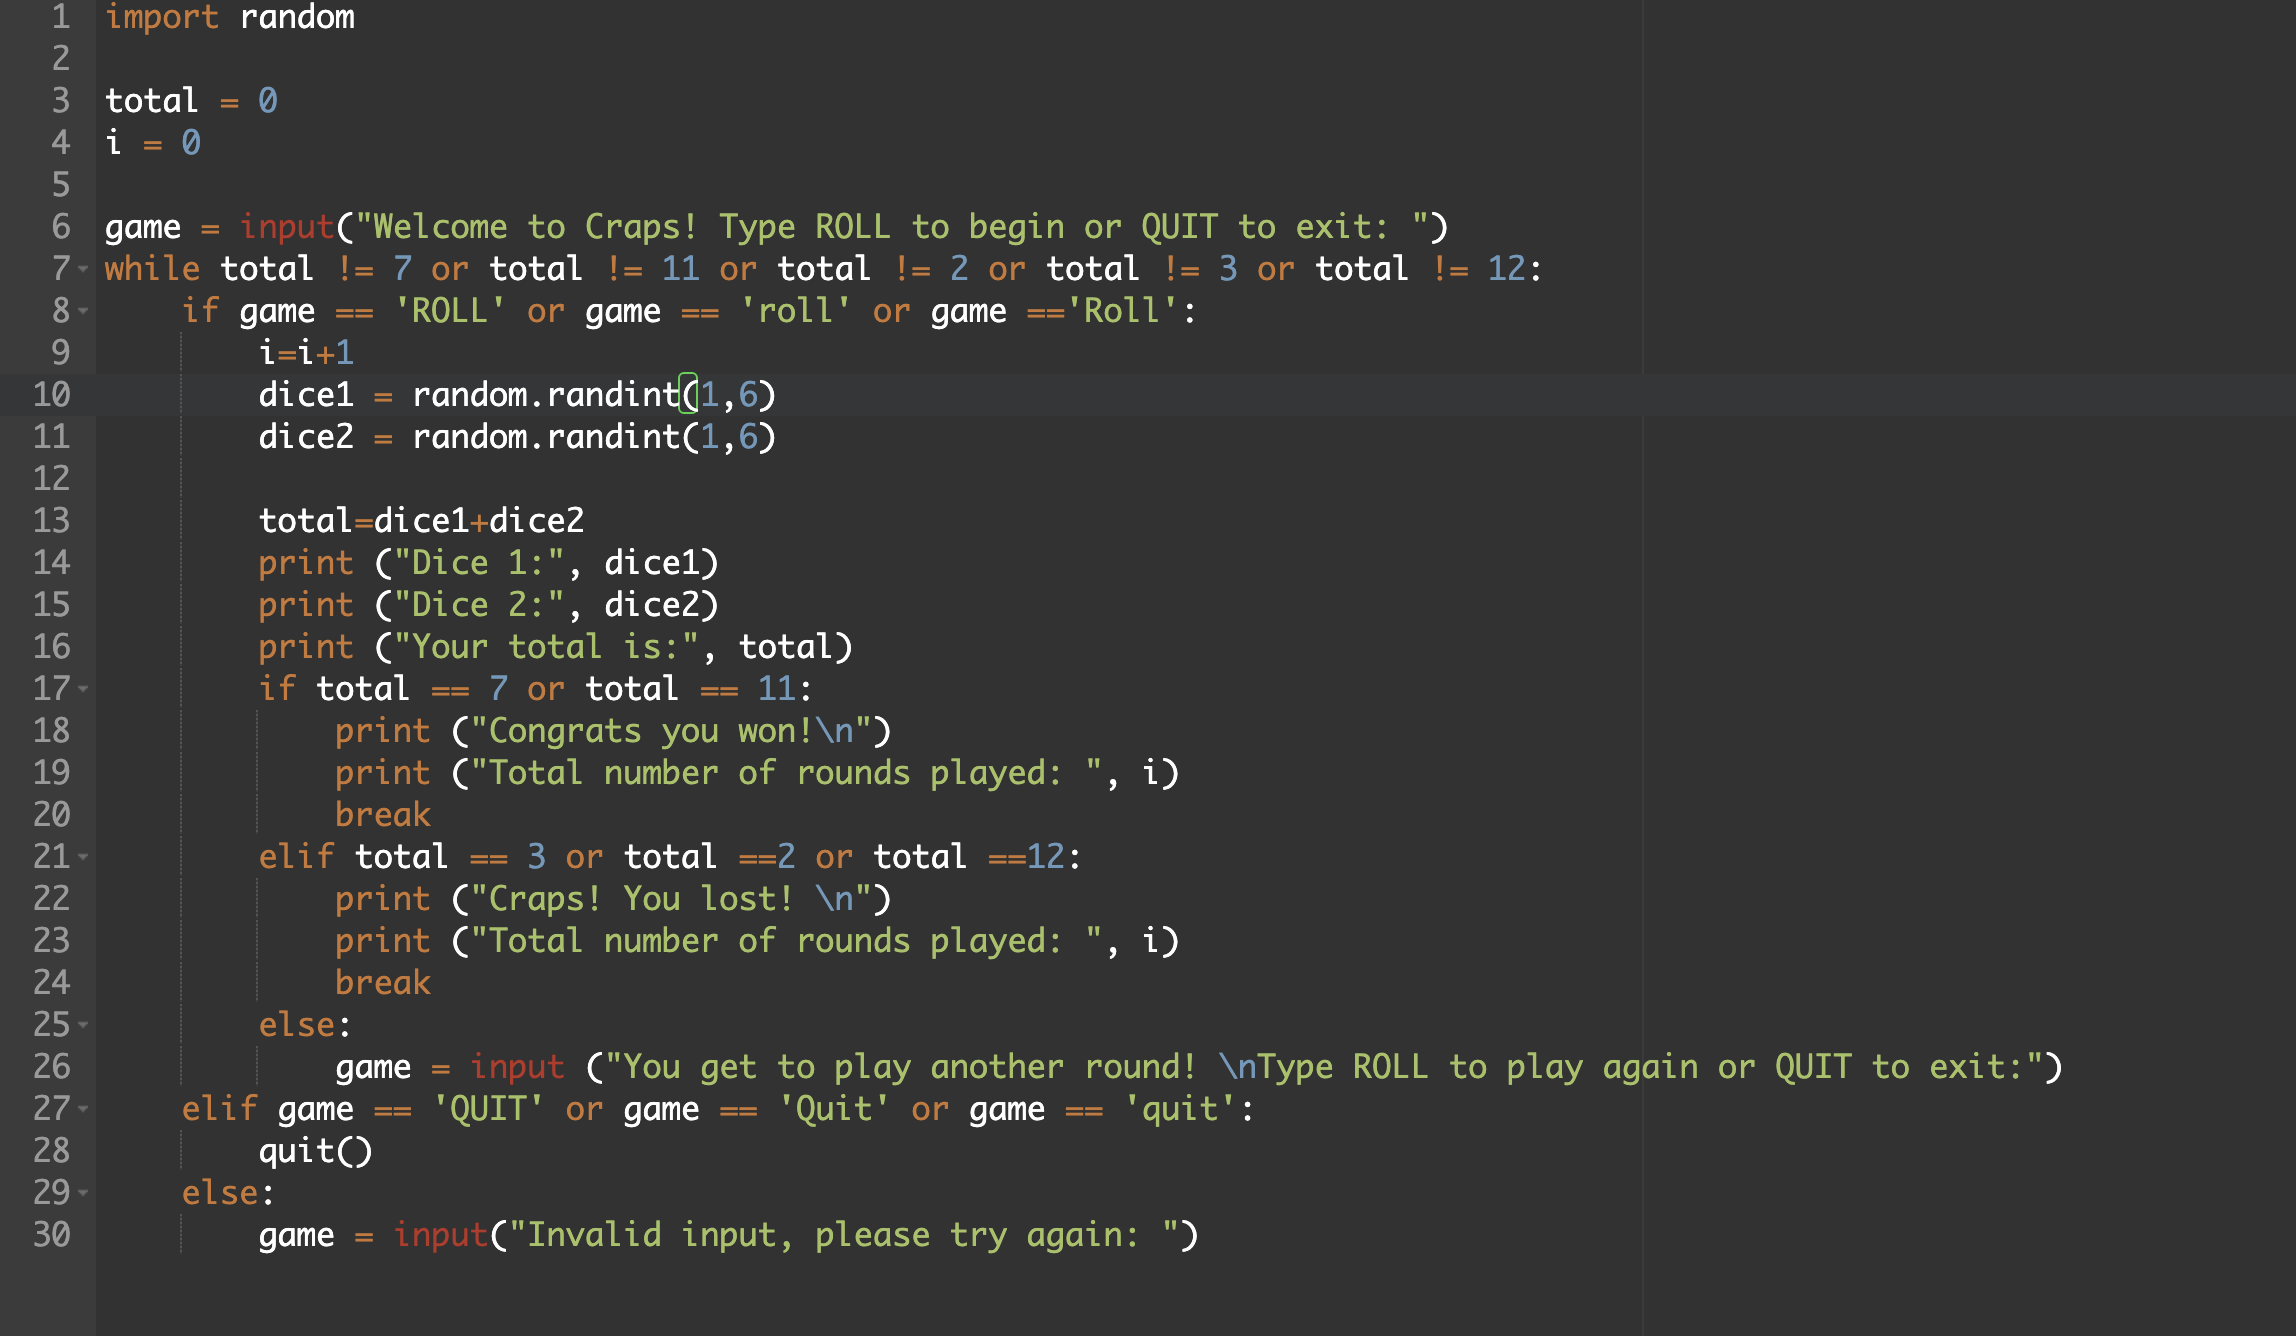 1 import random
2
3 total = 0
4 i = 0
5
6 game = input("Welcome to Craps! Type ROLL to begin or QUIT to exit: ")
7 while total != 7 or total != 11 or total != 2 or total != 3 or total != 12:
8     if game == 'ROLL' or game == 'roll' or game =='Roll':
9         i=i+1
10         dice1 = random.randint(1,6)
11         dice2 = random.randint(1,6)
12
13         total=dice1+dice2
14         print ("Dice 1:", dice1)
15         print ("Dice 2:", dice2)
16         print ("Your total is:", total)
17         if total == 7 or total == 11:
18             print ("Congrats you won!\n")
19             print ("Total number of rounds played: ", i)
20             break
21         elif total == 3 or total ==2 or total ==12:
22             print ("Craps! You lost! \n")
23             print ("Total number of rounds played: ", i)
24             break
25         else:
26             game = input ("You get to play another round! \nType ROLL to play again or QUIT to exit:")
27     elif game == 'QUIT' or game == 'Quit' or game == 'quit':
28         quit()
29     else:
30         game = input("Invalid input, please try again: ")